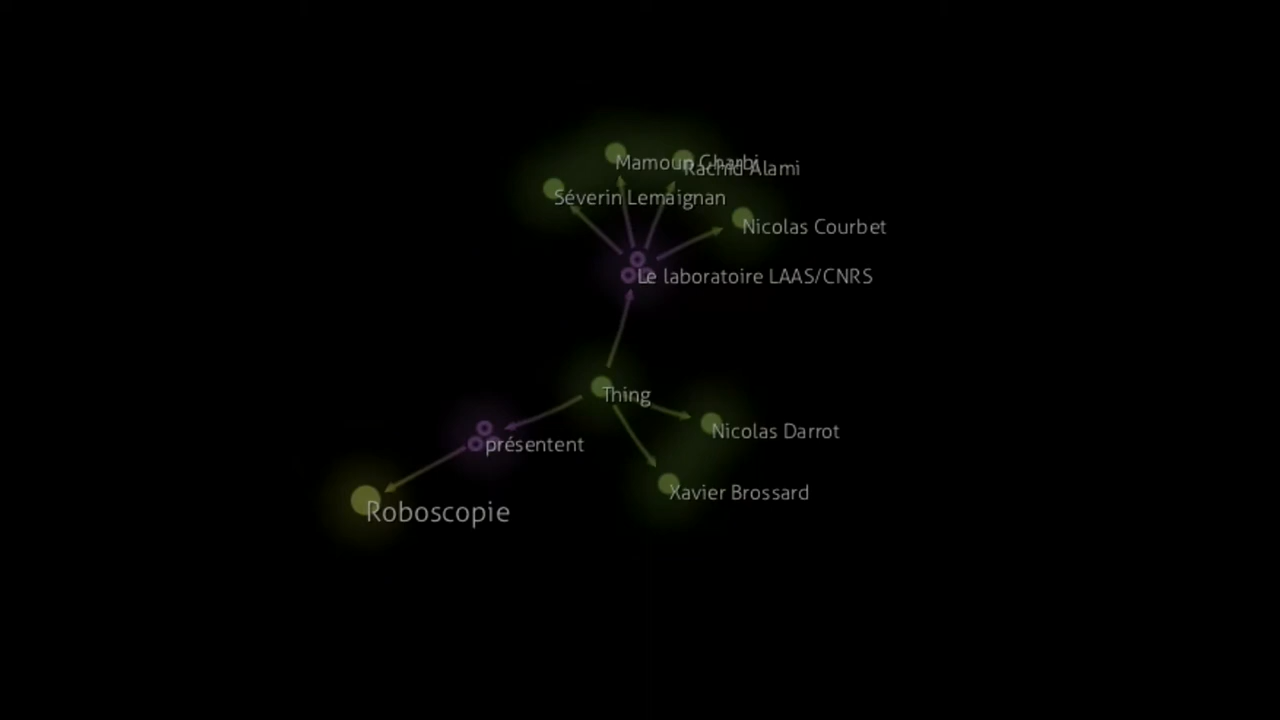 Mamoun Gharbi
Rachid Alami
Séverin Lemaignan
Nicolas Courbet
Le laboratoire LAAS/CNRS
Thing
Nicolas Darrot
présentent
Xavier Brossard
Roboscopie